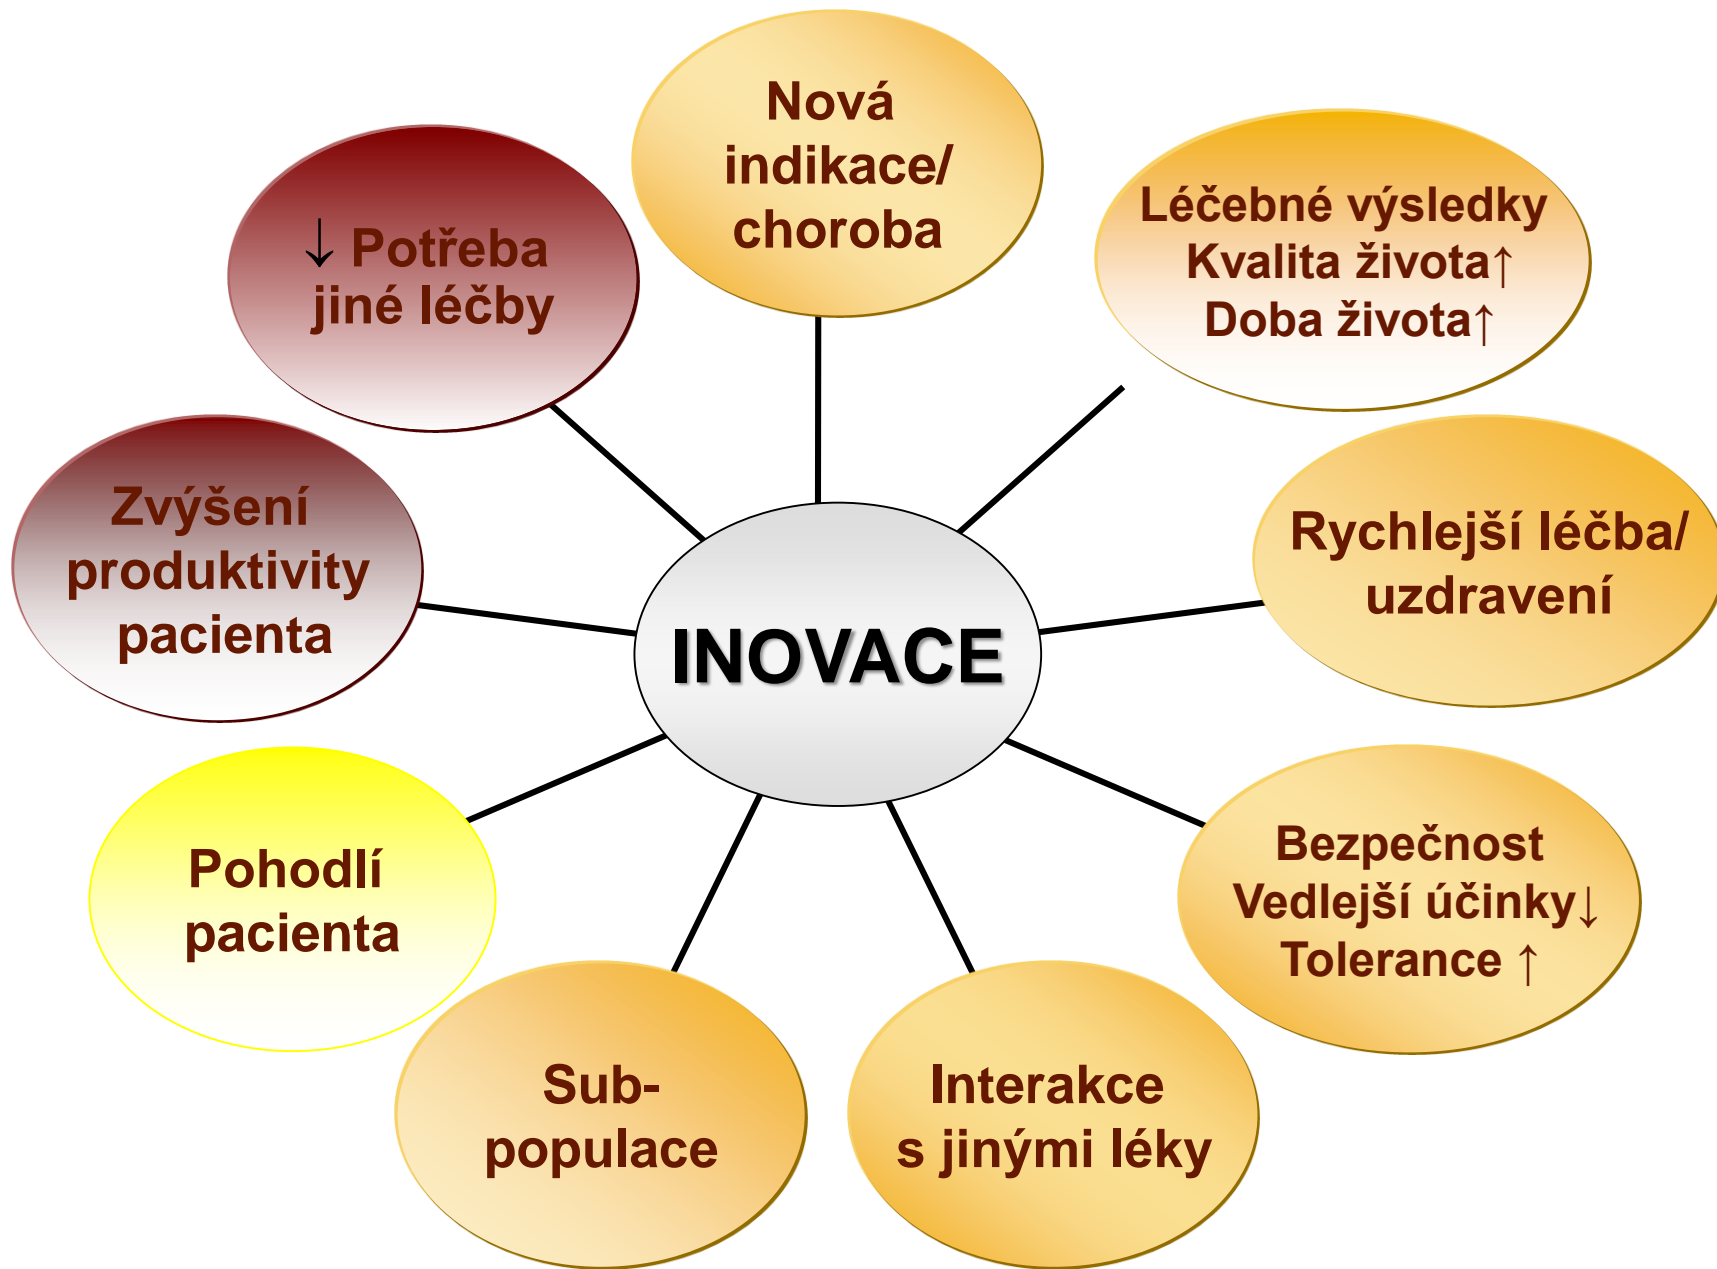 Nová
indikace/
choroba
Léčebné výsledky
Kvalita života↑
Doba života↑
↓ Potřeba
jiné léčby
Rychlejší léčba/
uzdravení
Zvýšení
produktivity
pacienta
INOVACE
Bezpečnost
Vedlejší účinky↓
Tolerance ↑
Pohodlí
pacienta
Sub-
populace
Interakce
s jinými léky